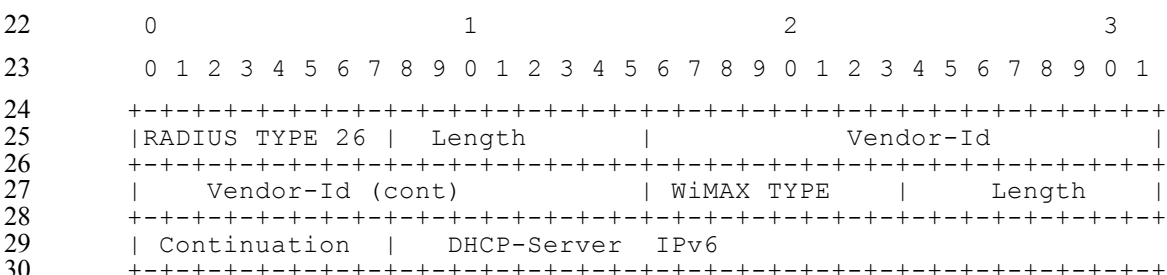 22 0 1 2 3
23 0 1 2 3 4 5 6 7 8 9 0 1 2 3 4 5 6 7 8 9 0 1 2 3 4 5 6 7 8 9 0 1
24 +-+-+-+-+-+-+-+-+-+-+-+-+-+-+-+-+-+-+-+-+-+-+-+-+-+-+-+-+-+-+-+-+
25 |RADIUS TYPE 26 | Length | Vendor-Id |
26 +-+-+-+-+-+-+-+-+-+-+-+-+-+-+-+-+-+-+-+-+-+-+-+-+-+-+-+-+-+-+-+-+
27 | Vendor-Id (cont) | WiMAX TYPE | Length |
28 +-+-+-+-+-+-+-+-+-+-+-+-+-+-+-+-+-+-+-+-+-+-+-+-+-+-+-+-+-+-+-+-+
29 | Continuation | DHCP-Server IPv6
30 +-+-+-+-+-+-+-+-+-+-+-+-+-+-+-+-+-+-+-+-+-+-+-+-+-+-+-+-+-+-+-+-+